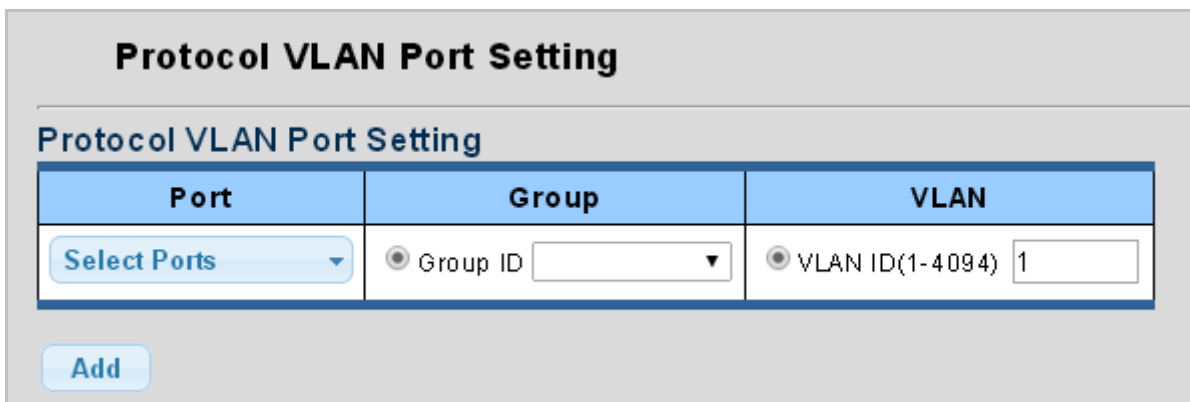 Protocol VLAN Port Setting
Protocol VLAN Port Setting
Port Group VLAN
Select Ports Group ID VLAN ID(1-4094) 1
Add